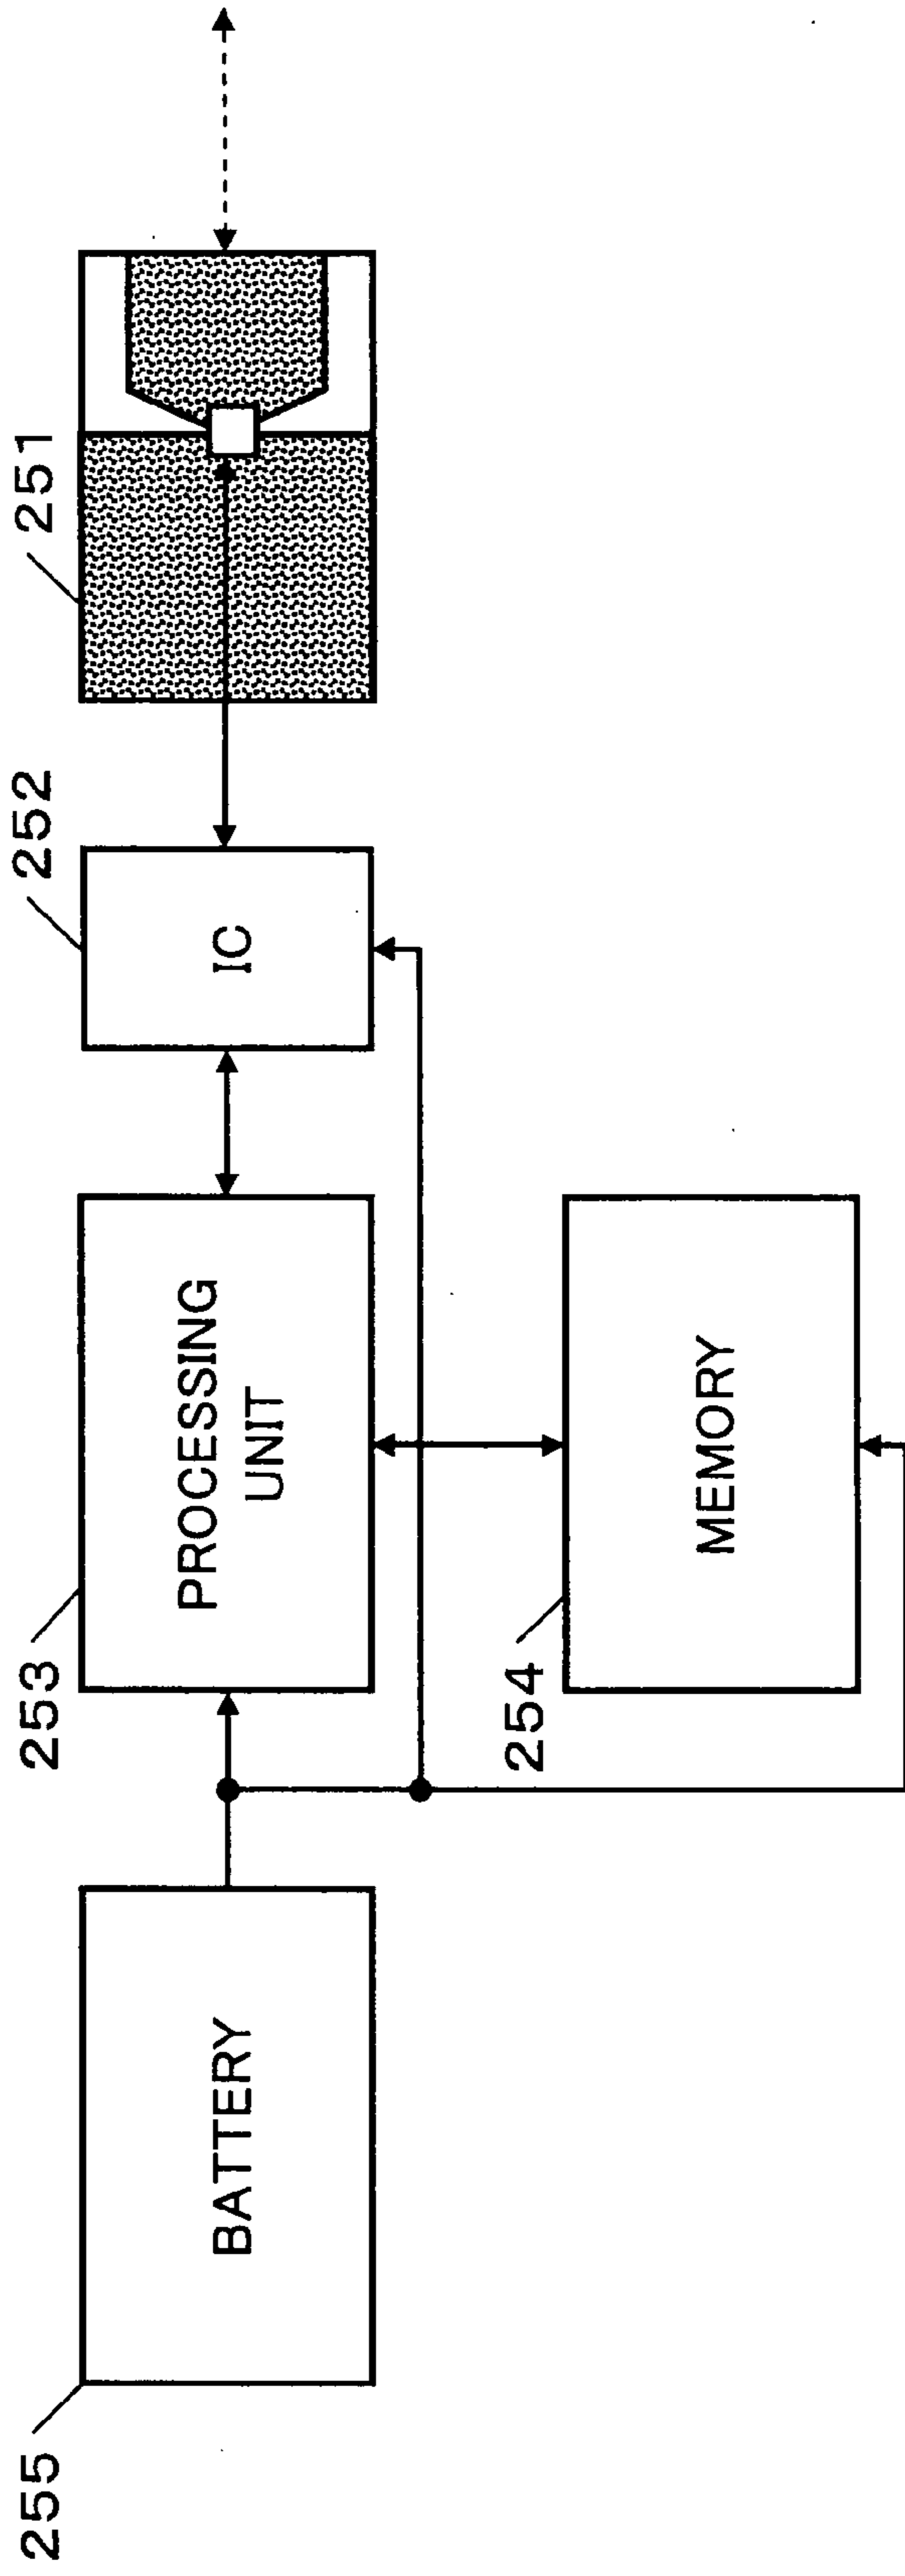 255
BATTERY
253
PROCESSING
UNIT
252
IC
251
254
MEMORY